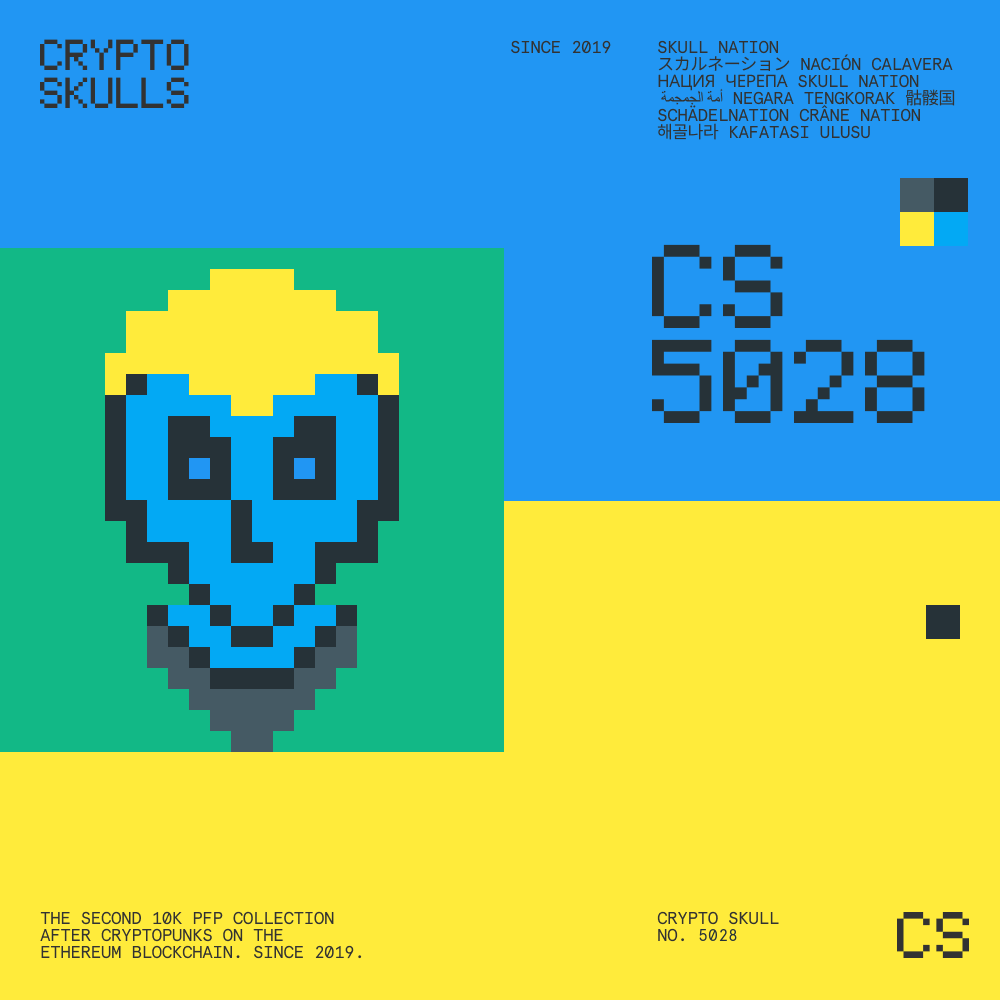 CRYPTO
SKULLS
SINCE 2019
SKULL NATION
スカルネーション NACIÓN CALAVERA
НАЦИЯ ЧЕРЕПА SKULL NATION
أمة الجمجمة NEGARA TENGKORAK 骷髅国
SCHÄDELNATION CRÂNE NATION
해골나라 KAFATASI ULUSU
CS
5028
THE SECOND 10K PFP COLLECTION
AFTER CRYPTOPUNKS ON THE
ETHEREUM BLOCKCHAIN. SINCE 2019.
CRYPTO SKULL
NO. 5028
CS